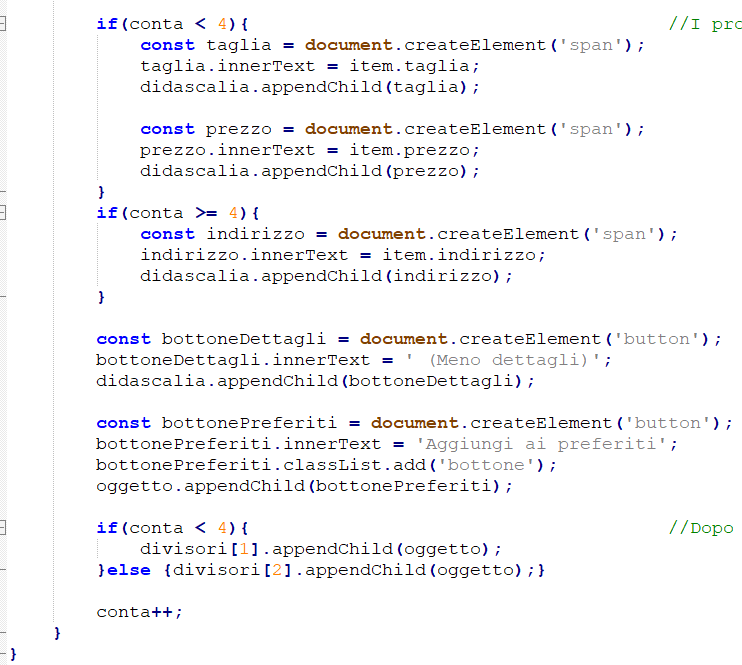 if(conta < 4){ //I pro
const taglia = document.createElement('span');
taglia.innerText = item.taglia;
didascalia.appendChild(taglia);
const prezzo = document.createElement('span');
prezzo.innerText = item.prezzo;
didascalia.appendChild(prezzo);
}
if(conta >= 4){
const indirizzo = document.createElement('span');
indirizzo.innerText = item.indirizzo;
didascalia.appendChild(indirizzo);
}
const bottoneDettagli = document.createElement('button');
bottoneDettagli.innerText = ' (Meno dettagli)';
didascalia.appendChild(bottoneDettagli);
const bottonePreferiti = document.createElement('button');
bottonePreferiti.innerText = 'Aggiungi ai preferiti';
bottonePreferiti.classList.add('bottone');
oggetto.appendChild(bottonePreferiti);
if(conta < 4){ //Dopo
divisori[1].appendChild(oggetto);
}else {divisori[2].appendChild(oggetto);}
conta++;
}
}